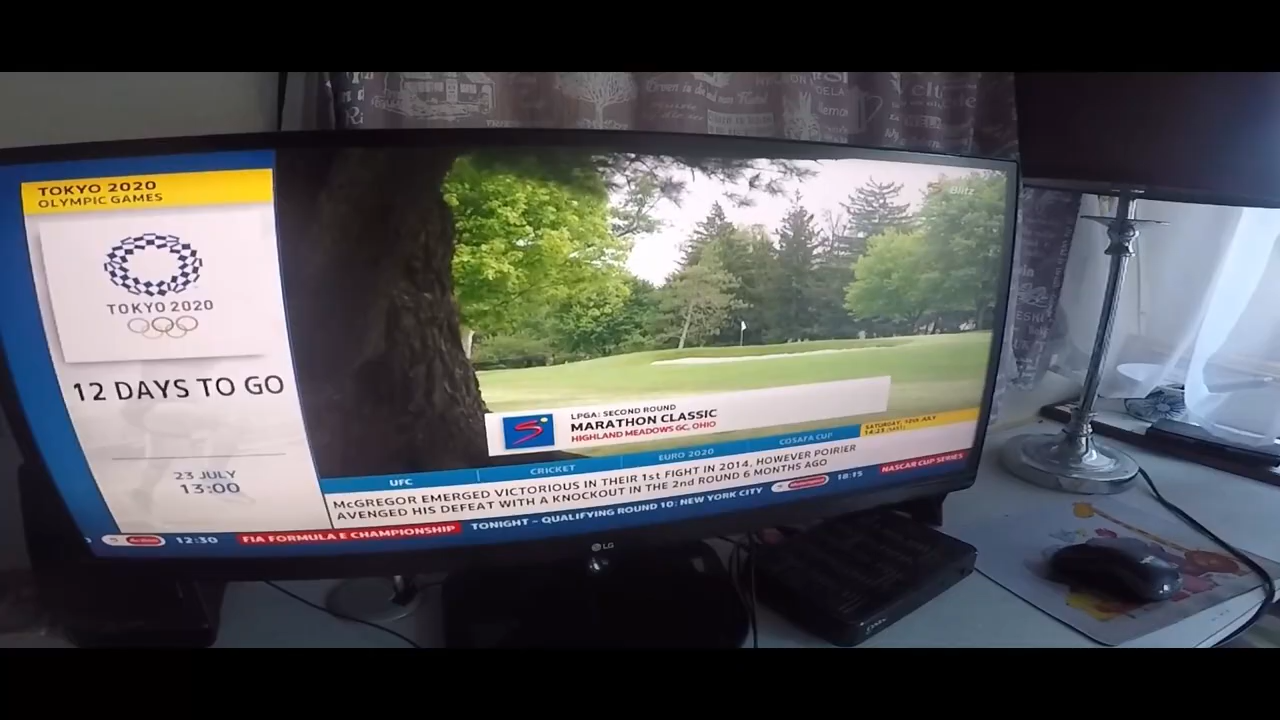 TOKYO 2020
OLYMPIC GAMES
TOKYO 2020
12 DAYS TO GO
23 JULY
13:00
Blitz
LPGA: SECOND ROUND
MARATHON CLASSIC
HIGHLAND MEADOWS GC, OHIO
SATURDAY, 10TH JULY
UFC
CRICKET
EURO 2020
COSAFA CUP
McGREGOR EMERGED VICTORIOUS IN THEIR 1st FIGHT IN 2014, HOWEVER POIRIER
AVENGED HIS DEFEAT WITH A KNOCKOUT IN THE 2nd ROUND 6 MONTHS AGO
12:30
FIA FORMULA E CHAMPIONSHIP
TONIGHT - QUALIFYING ROUND 10: NEW YORK CITY
18:15
NASCAR CUP SERIES
LG